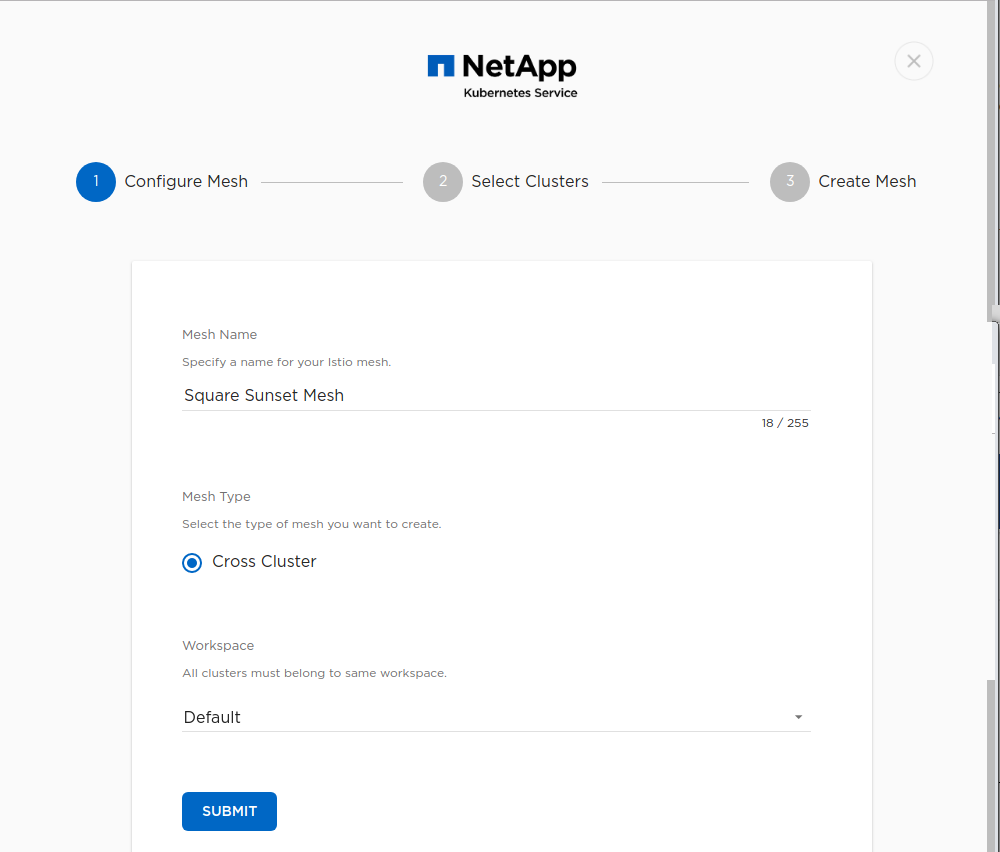 NetApp
Kubernetes Service
1 Configure Mesh 2 Select Clusters 3 Create Mesh
Mesh Name
Specify a name for your Istio mesh.
Square Sunset Mesh
18 / 255
Mesh Type
Select the type of mesh you want to create.
Cross Cluster
Workspace
All clusters must belong to same workspace.
Default
SUBMIT